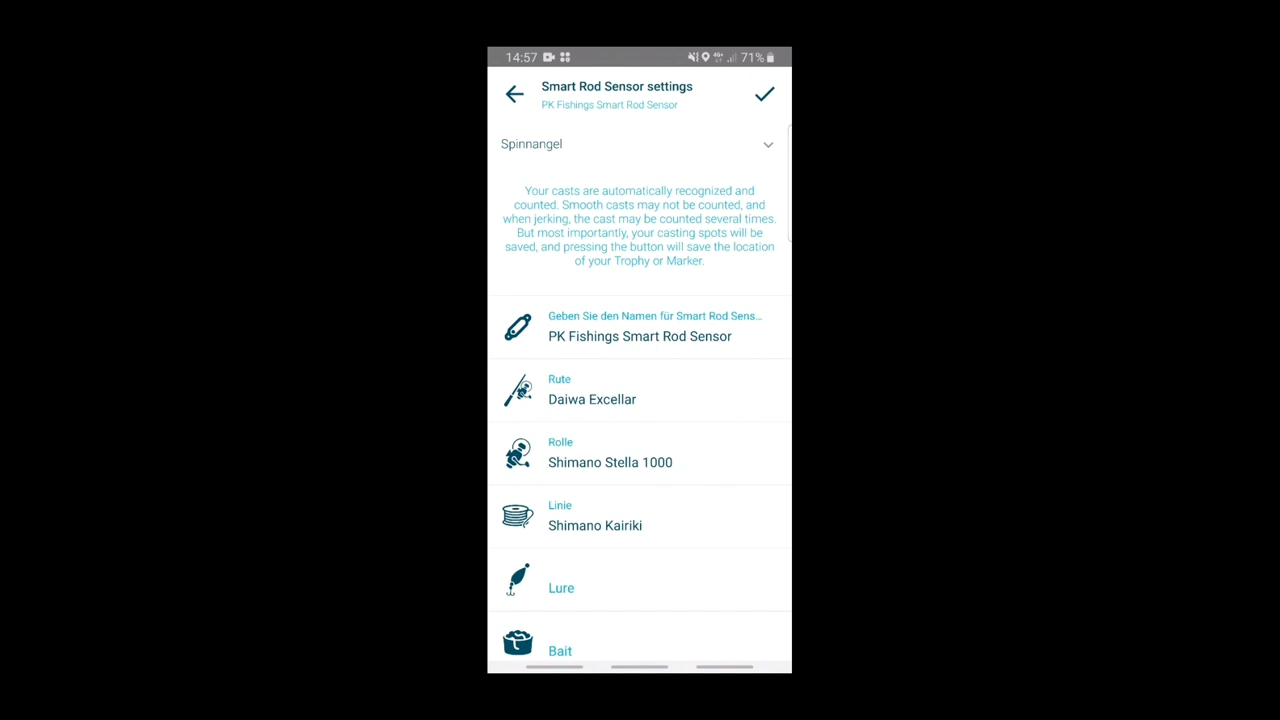 14:57 71%
Smart Rod Sensor settings
PK Fishings Smart Rod Sensor
Spinnangel
Your casts are automatically recognized and
counted. Smooth casts may not be counted, and
when jerking, the cast may be counted several times.
But most importantly, your casting spots will be
saved, and pressing the button will save the location
of your Trophy or Marker.
Geben Sie den Namen für Smart Rod Sens...
PK Fishings Smart Rod Sensor
Rute
Daiwa Excellar
Rolle
Shimano Stella 1000
Linie
Shimano Kairiki
Lure
Bait